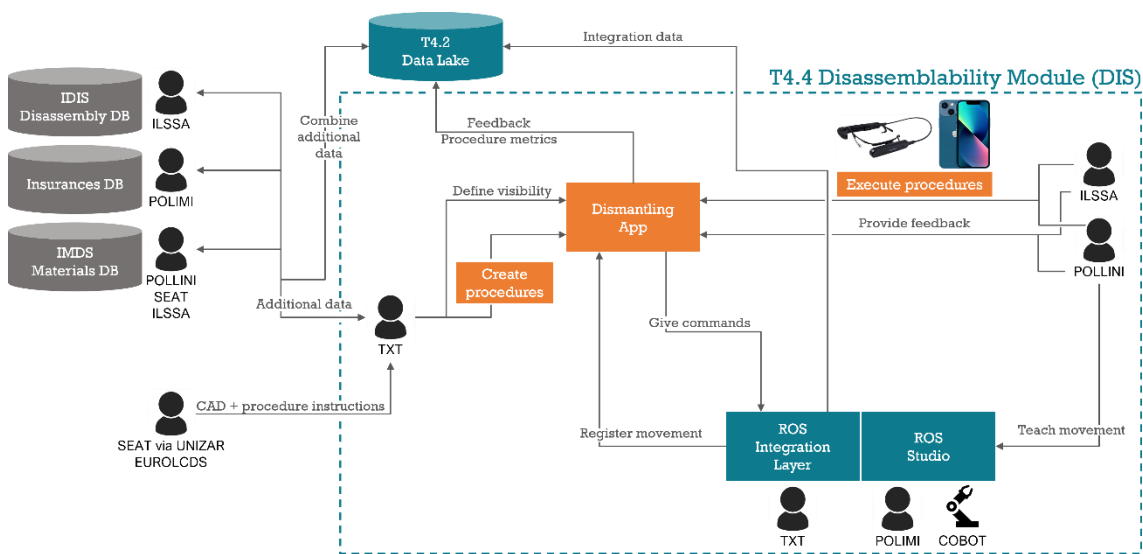 T4.2
Data Lake
Integration data
T4.4 Disassemblability Module (DIS)
IDIS
Disassembly DB
ILSSA
Combine
additional
data
Feedback
Procedure metrics
Insurances DB
POLIMI
Define visibility
Dismantling
App
Execute procedures
ILSSA
Provide feedback
IMDS
Materials DB
POLLINI
SEAT
ILSSA
Create
procedures
POLLINI
Additional data
TXT
Give commands
CAD + procedure instructions
SEAT via UNIZAR
EUROLCDS
Register movement
ROS
Integration
Layer
ROS
Studio
Teach movement
TXT
POLIMI
COBOT